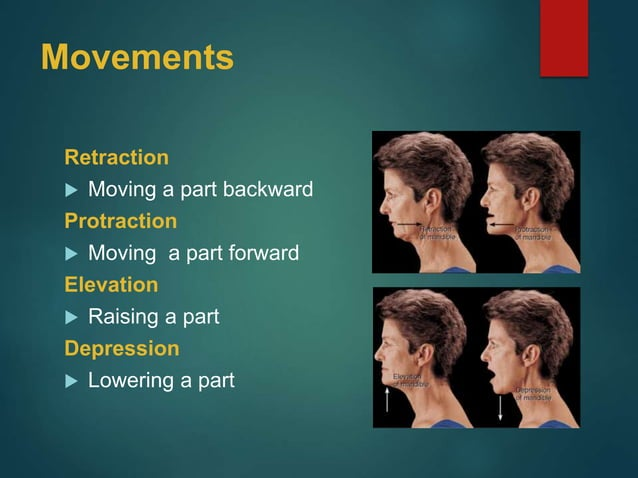 Movements
Retraction
Moving a part backward
Protraction
Moving a part forward
Elevation
Raising a part
Depression
Lowering a part
Retraction
of mandible
Protraction
of mandible
Elevation
of mandible
Depression
of mandible